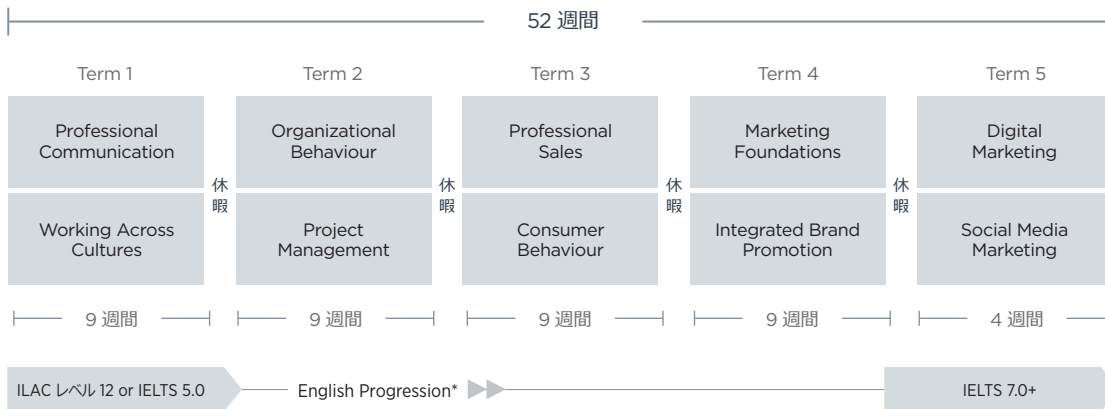 52 週間
Term 1
Term 2
Term 3
Term 4
Term 5
Professional
Communication
Organizational
Behaviour
Professional
Sales
Marketing
Foundations
Digital
Marketing
休
暇
休
暇
休
暇
休
暇
Working Across
Cultures
Project
Management
Consumer
Behaviour
Integrated Brand
Promotion
Social Media
Marketing
9 週間
9 週間
9 週間
9 週間
4 週間
ILAC レベル 12 or IELTS 5.0
English Progression*
IELTS 7.0+